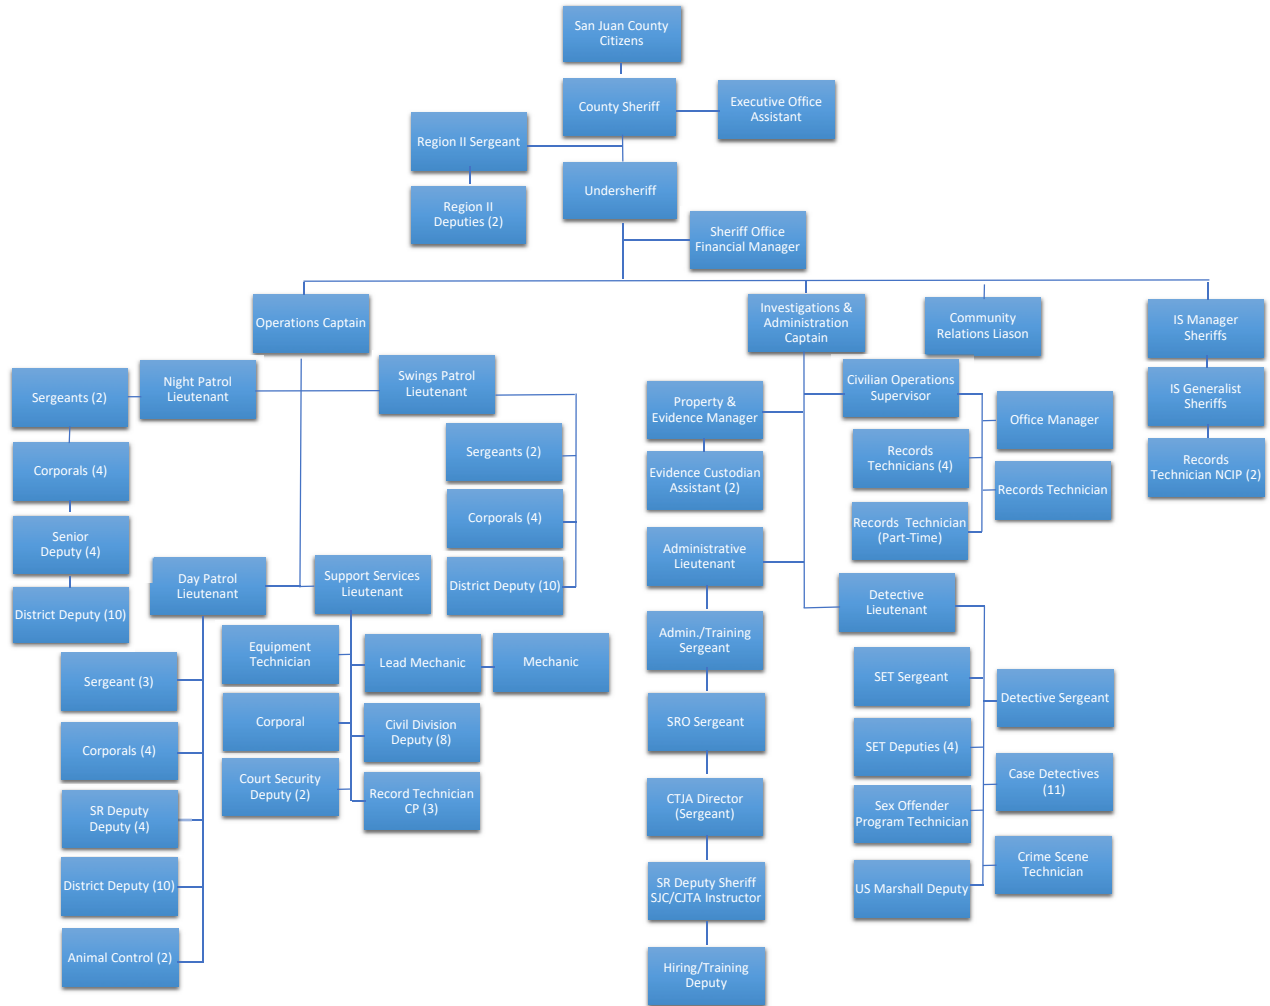 San Juan County
Citizens
County Sheriff
Executive Office
Assistant
Region II Sergeant
Region II
Deputies (2)
Undersheriff
Sheriff Office
Financial Manager
Operations Captain
Investigations &
Administration
Captain
Community
Relations Liason
IS Manager
Sheriffs
IS Generalist
Sheriffs
Records
Technician NCIP (2)
Night Patrol
Lieutenant
Sergeants (2)
Corporals (4)
Senior
Deputy (4)
District Deputy (10)
Swings Patrol
Lieutenant
Sergeants (2)
Corporals (4)
District Deputy (10)
Day Patrol
Lieutenant
Sergeant (3)
Corporals (4)
SR Deputy
Deputy (4)
District Deputy (10)
Animal Control (2)
Support Services
Lieutenant
Equipment
Technician
Lead Mechanic
Mechanic
Corporal
Civil Division
Deputy (8)
Court Security
Deputy (2)
Record Technician
CP (3)
Property &
Evidence Manager
Evidence Custodian
Assistant (2)
Civilian Operations
Supervisor
Office Manager
Records
Technicians (4)
Records Technician
Records  Technician
(Part-Time)
Administrative
Lieutenant
Admin./Training
Sergeant
SRO Sergeant
CTJA Director
(Sergeant)
SR Deputy Sheriff
SJC/CJTA Instructor
Hiring/Training
Deputy
Detective
Lieutenant
SET Sergeant
Detective Sergeant
SET Deputies (4)
Case Detectives
(11)
Sex Offender
Program Technician
Crime Scene
Technician
US Marshall Deputy